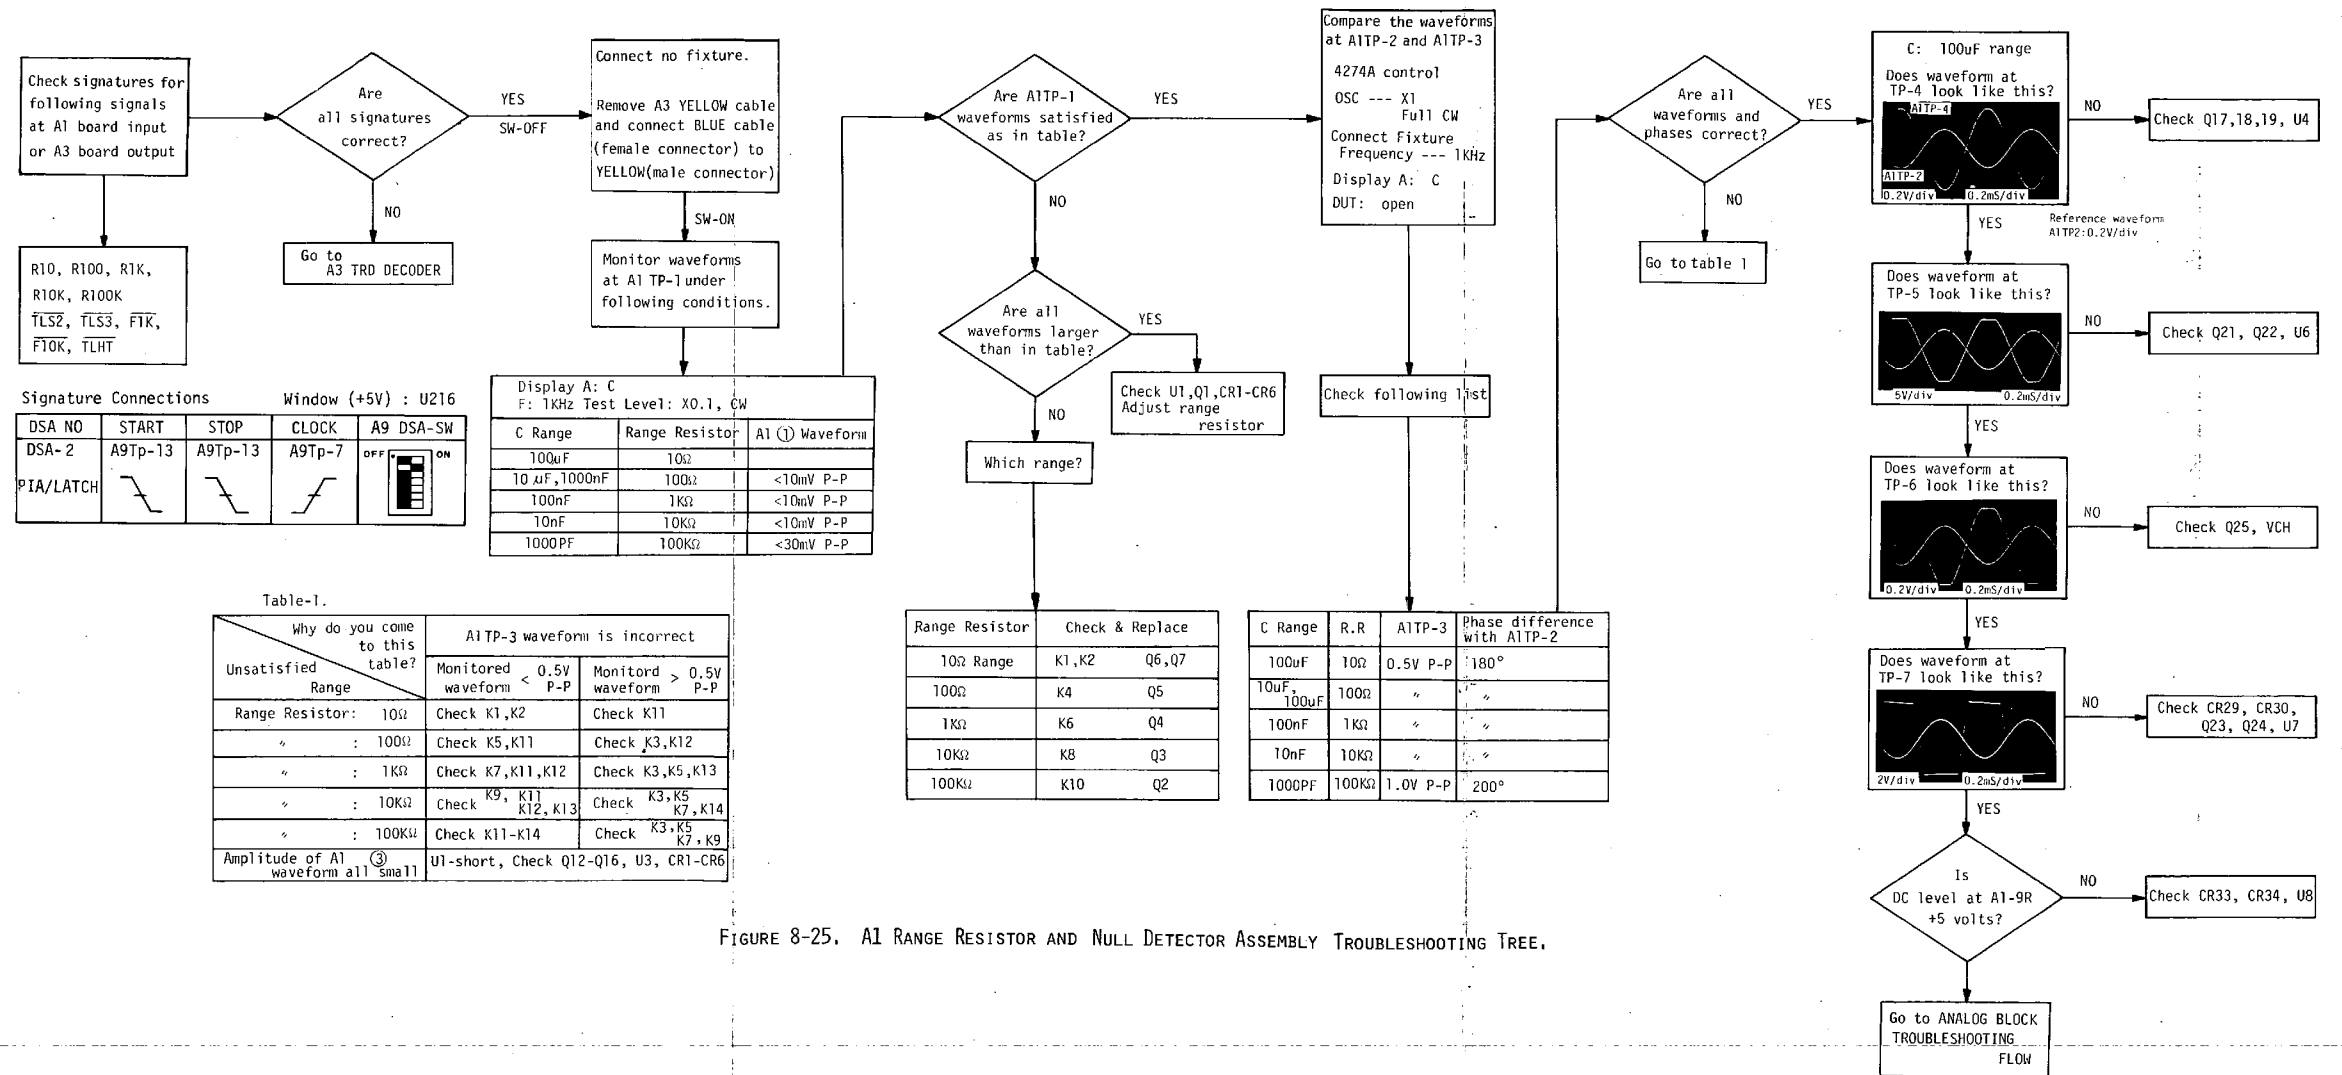 Check signatures for
following signals
at A1 board input
or A3 board output
R10, R100, R1K,
R10K, R100K
TLS2, TLS3, F1K,
F10K, TLHT
Are
all signatures
correct?
YES
SW-OFF
NO
Go to
A3 TRD DECODER
Connect no fixture.
Remove A3 YELLOW cable
and connect BLUE cable
(female connector) to
YELLOW(male connector)
SW-ON
Monitor waveforms
at A1 TP-1 under
following conditions.
Signature Connections Window (+5V) : U216
DSA NO START STOP CLOCK A9 DSA-SW
DSA-2 A9Tp-13 A9Tp-13 A9Tp-7 OFF ON
PIA/LATCH
Display A: C
F: 1KHz Test Level: X0.1, CW
C Range Range Resistor A1 ① Waveform
100uF 10Ω
10 uF,1000nF 100Ω <10mV P-P
100nF 1KΩ <10mV P-P
10nF 10KΩ <10mV P-P
1000PF 100KΩ <30mV P-P
Table-1.
Why do you come
to this
table?
Unsatisfied
Range
A1TP-3 waveform is incorrect
Monitored
waveform < 0.5V
P-P
Monitord
waveform > 0.5V
P-P
Range Resistor: 10Ω Check K1,K2 Check K11
〃 : 100Ω Check K5,K11 Check K3,K12
〃 : 1KΩ Check K7,K11,K12 Check K3,K5,K13
〃 : 10KΩ Check K9, K11 K12,K13 Check K3,K5 K7,K14
〃 : 100KΩ Check K11-K14 Check K3,K5 K7,K9
Amplitude of A1 ③
waveform all small
U1-short, Check Q12-Q16, U3, CR1-CR6
Are A1TP-1
waveforms satisfied
as in table?
YES
NO
Are all
waveforms larger
than in table?
YES
Check U1,Q1,CR1-CR6
Adjust range
resistor
NO
Which range?
Range Resistor Check & Replace
10Ω Range K1,K2 Q6,Q7
100Ω K4 Q5
1KΩ K6 Q4
10KΩ K8 Q3
100KΩ K10 Q2
Compare the waveforms
at A1TP-2 and A1TP-3
4274A control
OSC --- X1
Full CW
Connect Fixture
Frequency --- 1KHz
Display A: C
DUT: open
Check following list
C Range R.R A1TP-3 Phase difference
with A1TP-2
100uF 10Ω 0.5V P-P 180°
10uF,
100uF 100Ω 〃 〃
100nF 1KΩ 〃 〃
10nF 10KΩ 〃 〃
1000PF 100KΩ 1.0V P-P 200°
Are all
waveforms and
phases correct?
YES
NO
Go to table 1
C: 100uF range
Does waveform at
TP-4 look like this?
A1TP-4
A1TP-2
0.2V/div 0.2mS/div
NO
Check Q17,18,19, U4
YES
Reference waveform
A1TP2:0.2V/div
Does waveform at
TP-5 look like this?
5V/div 0.2mS/div
NO
Check Q21, Q22, U6
YES
Does waveform at
TP-6 look like this?
0.2V/div 0.2mS/div
NO
Check Q25, VCH
YES
Does waveform at
TP-7 look like this?
2V/div 0.2mS/div
NO
Check CR29, CR30,
Q23, Q24, U7
YES
Is
DC level at A1-9R
+5 volts?
NO
Check CR33, CR34, U8
Go to ANALOG BLOCK
TROUBLESHOOTING
FLOW
FIGURE 8-25. A1 RANGE RESISTOR AND NULL DETECTOR ASSEMBLY TROUBLESHOOTING TREE.